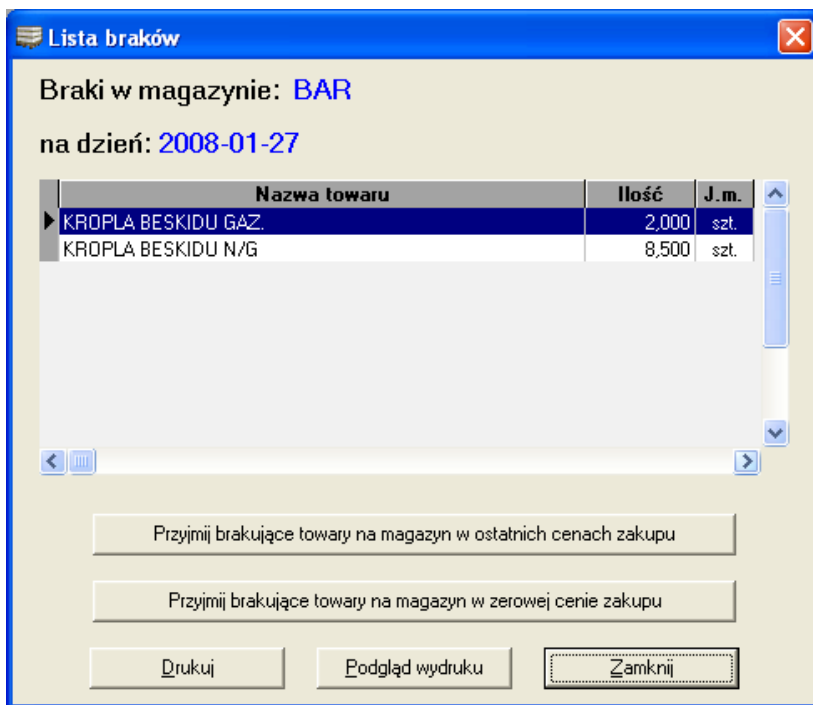 Lista braków
Braki w magazynie: BAR
na dzień: 2008-01-27
Nazwa towaru Ilość J.m.
KROPLA BESKIDU GAZ. 2,000 szt.
KROPLA BESKIDU N/G 8,500 szt.
Przyjmij brakujące towary na magazyn w ostatnich cenach zakupu
Przyjmij brakujące towary na magazyn w zerowej cenie zakupu
Drukuj Podgląd wydruku Zamknij